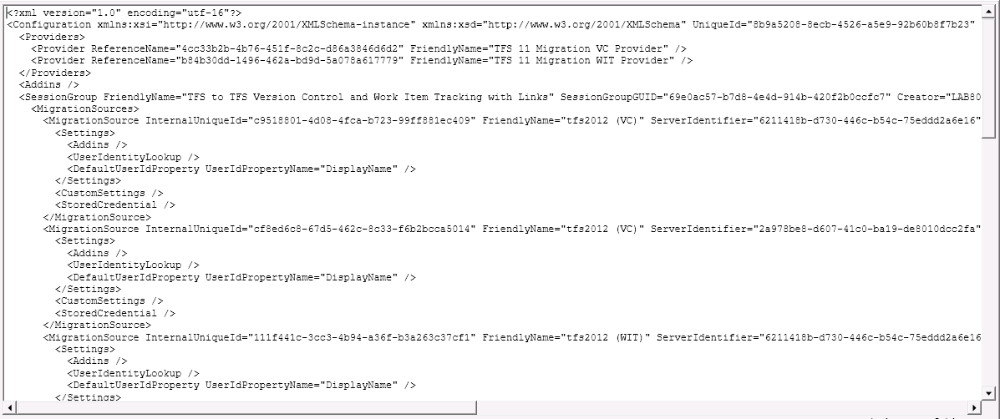 <?xml version="1.0" encoding="utf-16"?>
<Configuration xmlns:xsi="http://www.w3.org/2001/XMLSchema-instance" xmlns:xsd="http://www.w3.org/2001/XMLSchema" UniqueId="8b9a5208-8ecb-4526-a5e9-92b60b8f7b23"
<Providers>
<Provider ReferenceName="4cc33b2b-4b76-451f-8c2c-d86a3846d6d2" FriendlyName="TFS 11 Migration VC Provider" />
<Provider ReferenceName="b84b30dd-1496-462a-bd9d-5a078a617779" FriendlyName="TFS 11 Migration WIT Provider" />
</Providers>
<Addins />
<SessionGroup FriendlyName="TFS to TFS Version Control and Work Item Tracking with Links" SessionGroupGUID="69e0ac57-b7d8-4e4d-914b-420f2b0ccfc7" Creator="LAB80
<MigrationSources>
<MigrationSource InternalUniqueId="c9518801-4d08-4fca-b723-99ff881ec409" FriendlyName="tfs2012 (VC)" ServerIdentifier="6211418b-d730-446c-b54c-75eddd2a6e16"
<Settings>
<Addins />
<UserIdentityLookup />
<DefaultUserIdProperty UserIdPropertyName="DisplayName" />
</Settings>
<CustomSettings />
<StoredCredential />
</MigrationSource>
<MigrationSource InternalUniqueId="cf8ed6c8-67d5-462c-8c33-f6b2bcca5014" FriendlyName="tfs2012 (VC)" ServerIdentifier="2a978be8-d607-41c0-ba19-de8010dcc2fa"
<Settings>
<Addins />
<UserIdentityLookup />
<DefaultUserIdProperty UserIdPropertyName="DisplayName" />
</Settings>
<CustomSettings />
<StoredCredential />
</MigrationSource>
<MigrationSource InternalUniqueId="111f441c-3cc3-4b94-a36f-b3a263c37cf1" FriendlyName="tfs2012 (WIT)" ServerIdentifier="6211418b-d730-446c-b54c-75eddd2a6e16
<Settings>
<Addins />
<UserIdentityLookup />
<DefaultUserIdProperty UserIdPropertyName="DisplayName" />
</Settings>